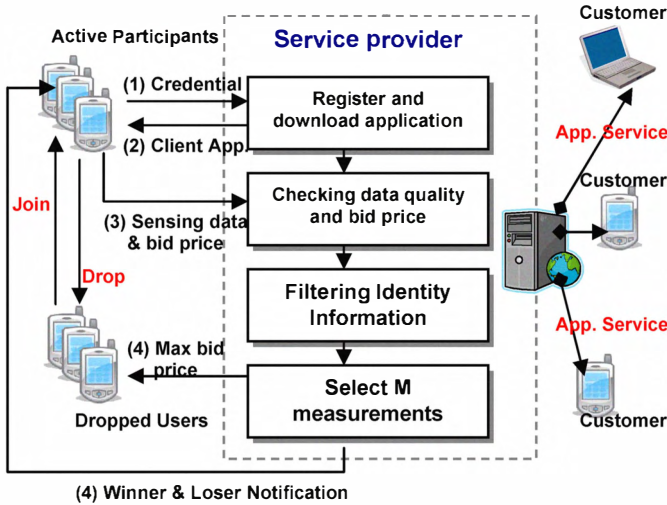 Active Participants
Service provider
Customer
(1) Credential
Register and
download application
(2) Client App.
App. Service
Join
Checking data quality
and bid price
Customer
(3) Sensing data
& bid price
Drop
Filtering Identity
Information
App. Service
(4) Max bid
price
Select M
measurements
Dropped Users
Customer
(4) Winner & Loser Notification